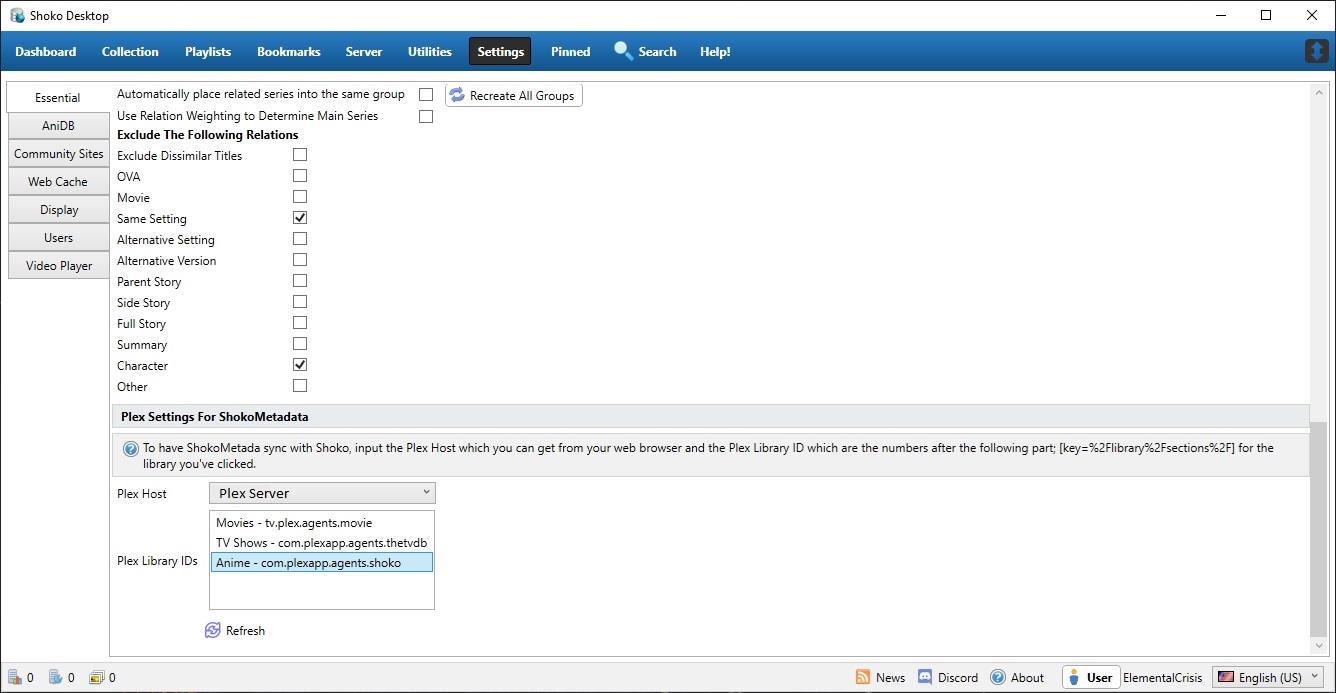 Shoko Desktop
Dashboard Collection Playlists Bookmarks Server Utilities Settings Pinned Search Help!
Essential
AniDB
Community Sites
Web Cache
Display
Users
Video Player
Automatically place related series into the same group Recreate All Groups
Use Relation Weighting to Determine Main Series
Exclude The Following Relations
Exclude Dissimilar Titles
OVA
Movie
Same Setting
Alternative Setting
Alternative Version
Parent Story
Side Story
Full Story
Summary
Character
Other
Plex Settings For ShokoMetadata
To have ShokoMetada sync with Shoko, input the Plex Host which you can get from your web browser and the Plex Library ID which are the numbers after the following part; [key=%2Flibrary%2Fsections%2F] for the
library you've clicked.
Plex Host Plex Server
Movies - tv.plex.agents.movie
TV Shows - com.plexapp.agents.thetvdb
Plex Library IDs Anime - com.plexapp.agents.shoko
Refresh
0 0 0 News Discord About User ElementalCrisis English (US)